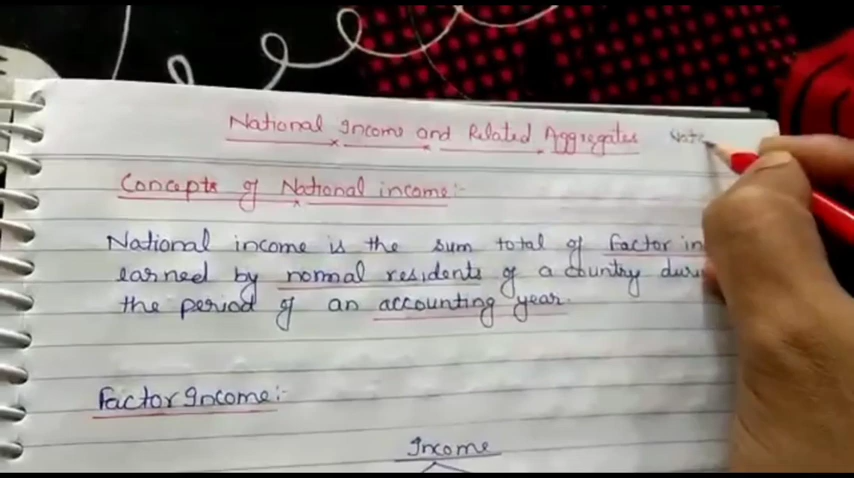 National Income and Related Aggregates Note
Concepts of National income:-
National income is the sum total of factor in
earned by normal residents of a country dur
the period of an accounting year.
Factor Income:-
Income